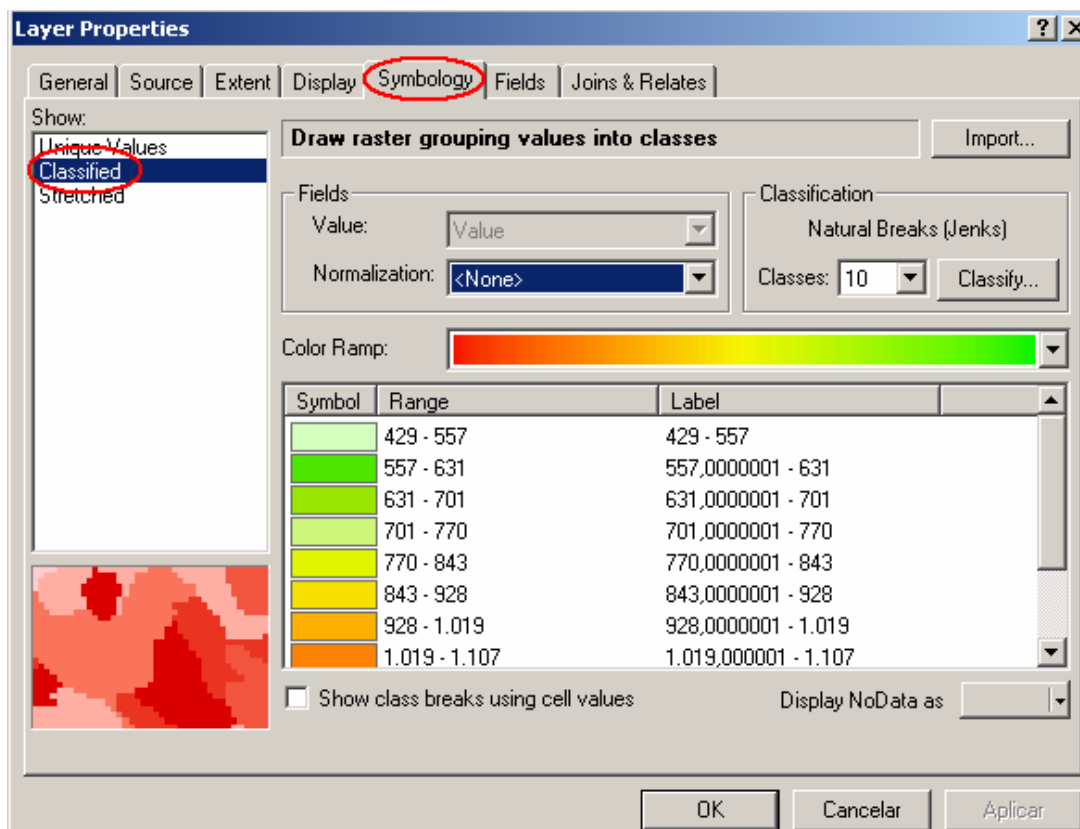 Layer Properties
General Source Extent Display Symbology Fields Joins & Relates
Show:
Unique Values
Classified
Stretched
Draw raster grouping values into classes
Import...
Fields
Value: Value
Normalization: <None>
Classification
Natural Breaks (Jenks)
Classes: 10 Classify...
Color Ramp:
Symbol Range Label
429 - 557 429 - 557
557 - 631 557,0000001 - 631
631 - 701 631,0000001 - 701
701 - 770 701,0000001 - 770
770 - 843 770,0000001 - 843
843 - 928 843,0000001 - 928
928 - 1.019 928,0000001 - 1.019
1.019 - 1.107 1.019,000001 - 1.107
Show class breaks using cell values
Display NoData as
OK Cancelar Aplicar